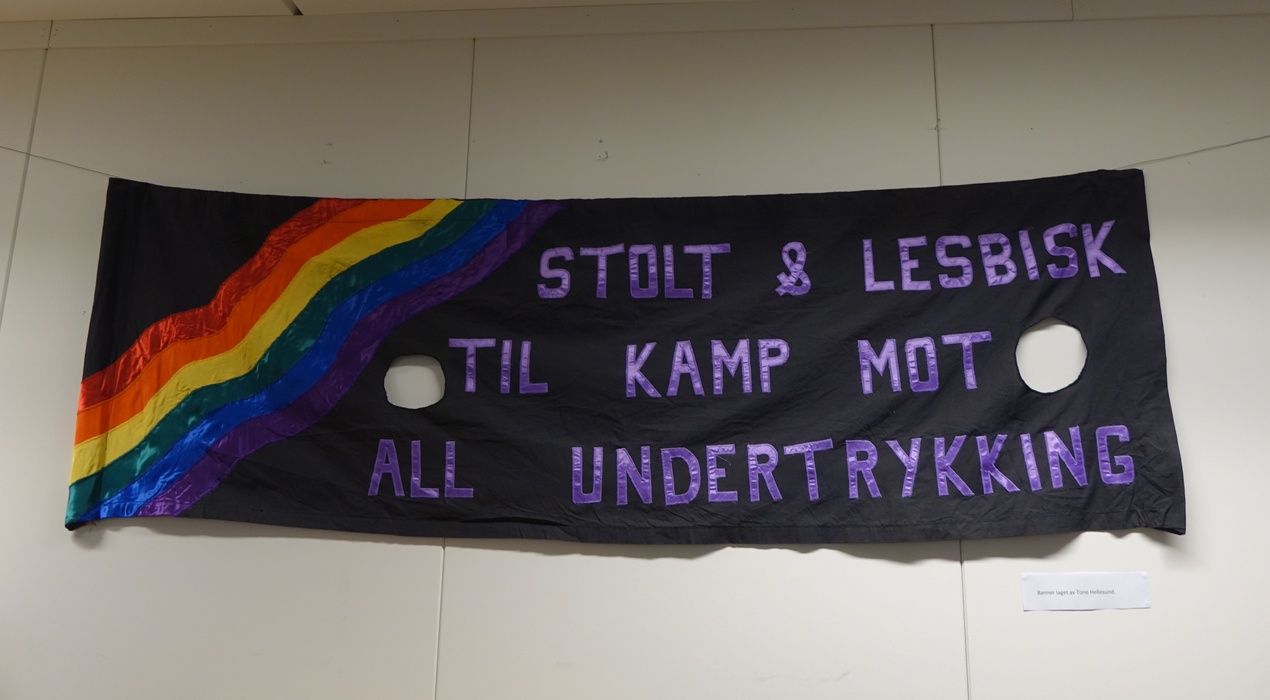 STOLT & LESBISK
TIL KAMP MOT
ALL UNDERTRYKKING
Banner laget av Tone Hellesund.